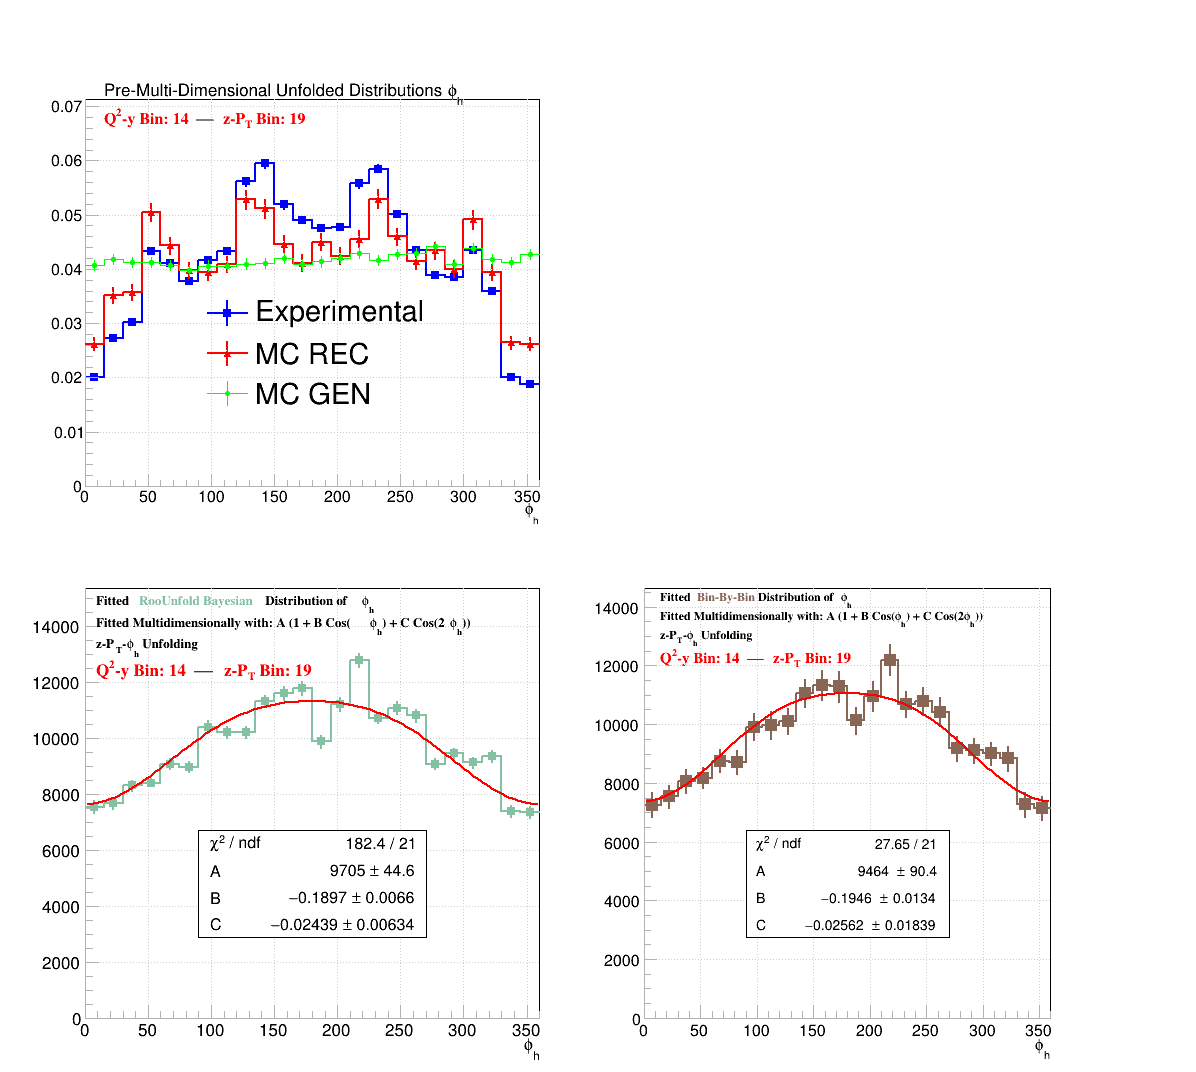 Pre-Multi-Dimensional Unfolded Distributions ϕh
Q²-y Bin: 14 — z-PT Bin: 19
0.07
0.06
0.05
0.04
0.03
0.02
0.01
0
Experimental
MC REC
MC GEN
0 50 100 150 200 250 300 350
ϕh
Fitted RooUnfold Bayesian Distribution of ϕh
Fitted Multidimensionally with: A (1 + B Cos( ϕh) + C Cos(2 ϕh))
z-PT-ϕh Unfolding
Q²-y Bin: 14 — z-PT Bin: 19
14000
12000
10000
8000
6000
4000
2000
0
χ² / ndf 182.4 / 21
A 9705 ± 44.6
B −0.1897 ± 0.0066
C −0.02439 ± 0.00634
0 50 100 150 200 250 300 350
ϕh
Fitted Bin-By-Bin Distribution of ϕh
Fitted Multidimensionally with: A (1 + B Cos(ϕh) + C Cos(2ϕh))
z-PT-ϕh Unfolding
Q²-y Bin: 14 — z-PT Bin: 19
14000
12000
10000
8000
6000
4000
2000
0
χ² / ndf 27.65 / 21
A 9464 ± 90.4
B −0.1946 ± 0.0134
C −0.02562 ± 0.01839
0 50 100 150 200 250 300 350
ϕh